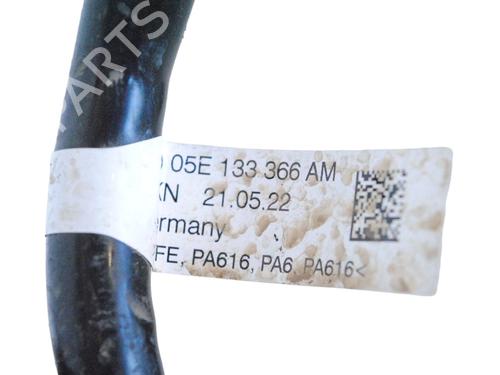 PARTS
05E 133 366 AM
KN 21.05.22
ermany
FE, PA616, PA6, PA616<